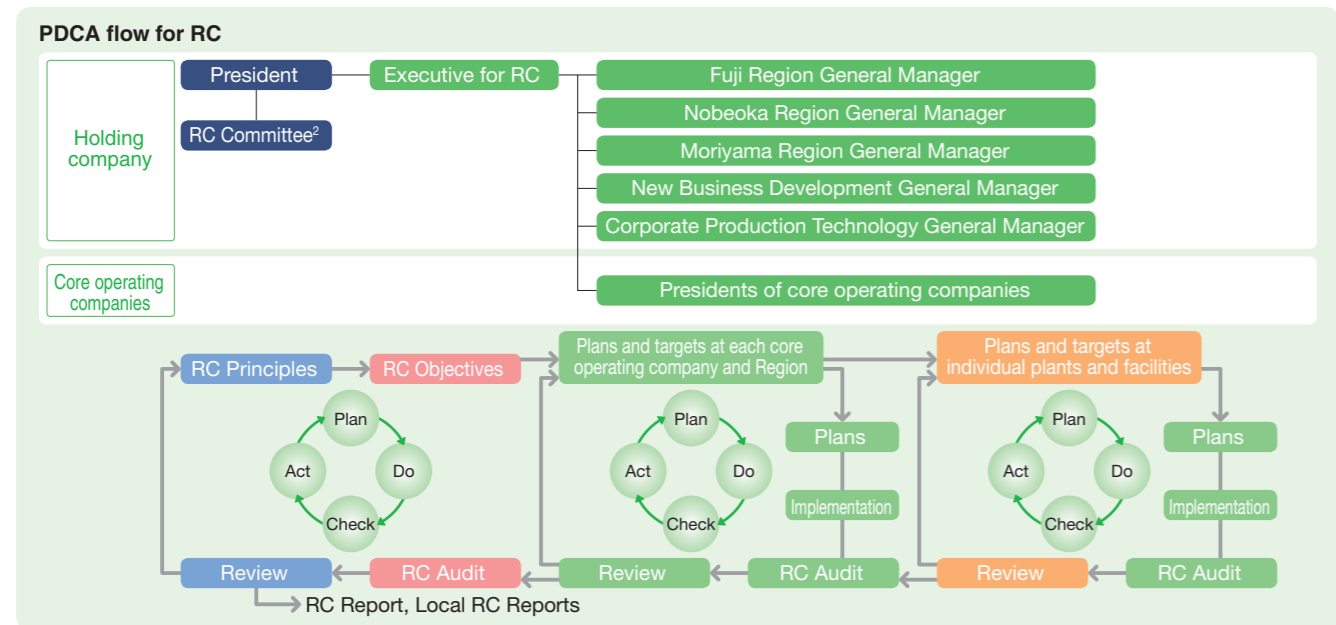 PDCA flow for RC
Holding
company
President
Executive for RC
Fuji Region General Manager
RC Committee2
Nobeoka Region General Manager
Moriyama Region General Manager
New Business Development General Manager
Corporate Production Technology General Manager
Core operating
companies
Presidents of core operating companies
RC Principles
RC Objectives
Plans and targets at each core
operating company and Region
Plans and targets at
individual plants and facilities
Plan
Do
Check
Act
Plan
Do
Check
Act
Plans
Implementation
Plan
Do
Check
Act
Plans
Implementation
Review
RC Audit
Review
RC Audit
Review
RC Audit
RC Report, Local RC Reports